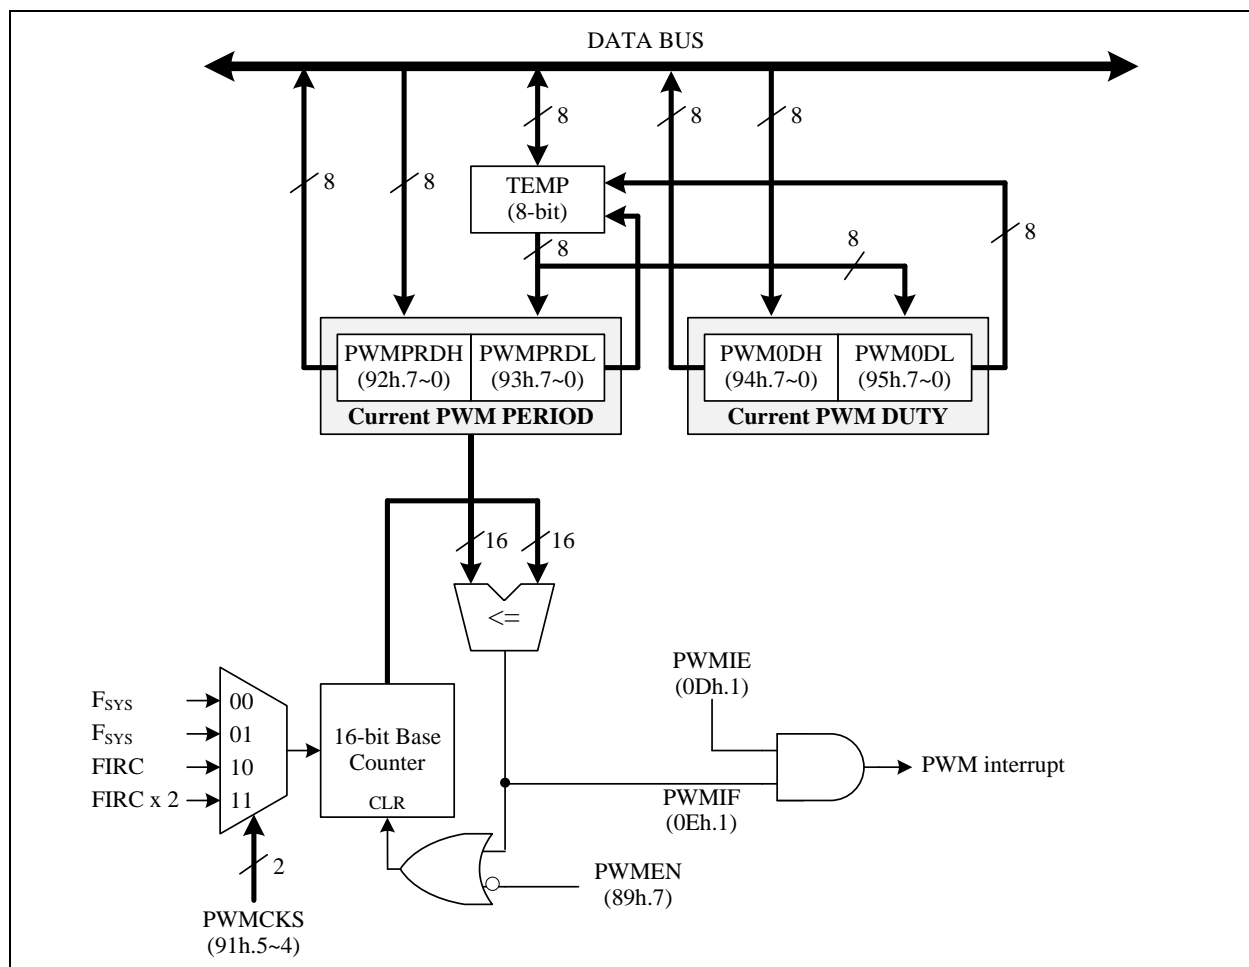 DATA BUS
8
8
8
8
8
TEMP
(8-bit)
8
8
8
PWMPRDH
(92h.7~0)
PWMPRDL
(93h.7~0)
Current PWM PERIOD
PWM0DH
(94h.7~0)
PWM0DL
(95h.7~0)
Current PWM DUTY
16
16
<=
PWMIE
(0Dh.1)
FSYS
00
FSYS
01
FIRC
10
FIRC x 2
11
16-bit Base
Counter
CLR
PWM interrupt
PWMIF
(0Eh.1)
2
PWMEN
(89h.7)
PWMCKS
(91h.5~4)